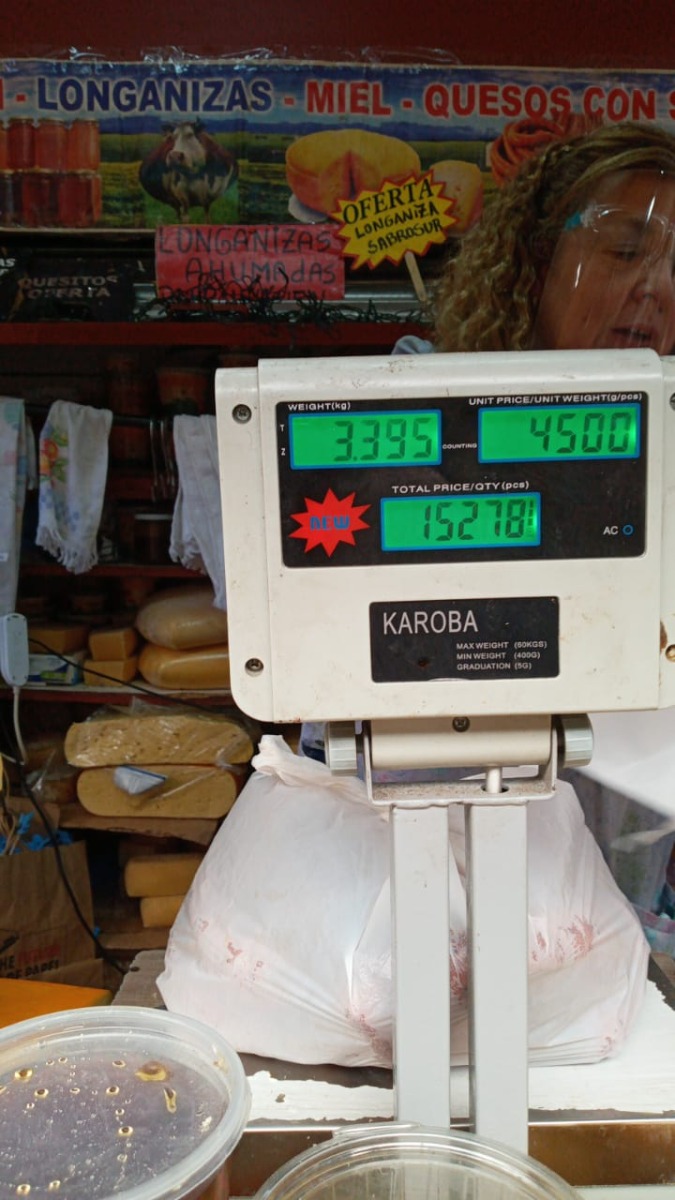 - LONGANIZAS - MIEL - QUESOS CON S
OFERTA
LONGANIZA
SABROSUR
LONGANIZAS
AHUMADAS
QUESITOS
OFERTA
WEIGHT(kg)
UNIT PRICE/UNIT WEIGHT(g/pcs)
T
Z
3.395
COUNTING
4500
TOTAL PRICE/QTY (pcs)
NEW
15278
AC
KAROBA
MAX WEIGHT (60KGS)
MIN WEIGHT (400G)
GRADUATION (5G)
DE PAPEL